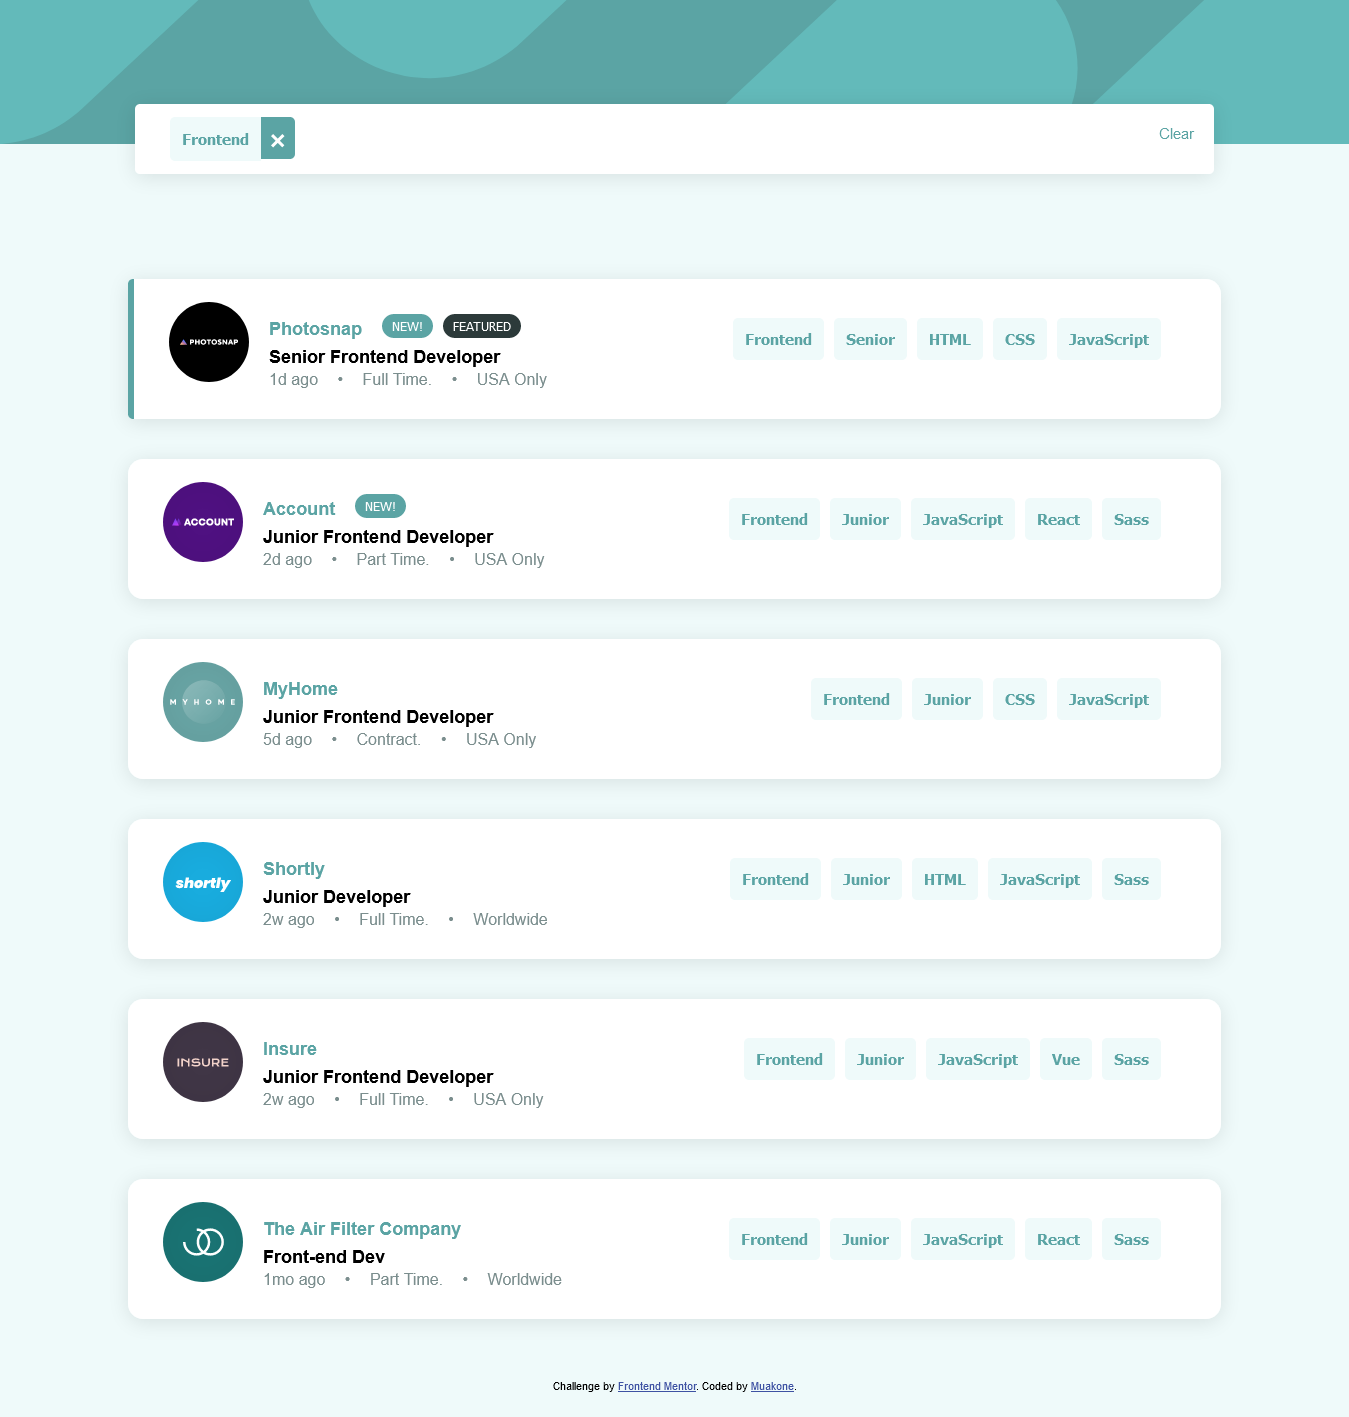 Frontend × Clear
PHOTOSNAP
Photosnap NEW! FEATURED
Senior Frontend Developer
1d ago • Full Time. • USA Only
Frontend Senior HTML CSS JavaScript
ACCOUNT
Account NEW!
Junior Frontend Developer
2d ago • Part Time. • USA Only
Frontend Junior JavaScript React Sass
MYHOME
MyHome
Junior Frontend Developer
5d ago • Contract. • USA Only
Frontend Junior CSS JavaScript
shortly
Shortly
Junior Developer
2w ago • Full Time. • Worldwide
Frontend Junior HTML JavaScript Sass
INSURE
Insure
Junior Frontend Developer
2w ago • Full Time. • USA Only
Frontend Junior JavaScript Vue Sass
The Air Filter Company
Front-end Dev
1mo ago • Part Time. • Worldwide
Frontend Junior JavaScript React Sass
Challenge by Frontend Mentor. Coded by Muakone.